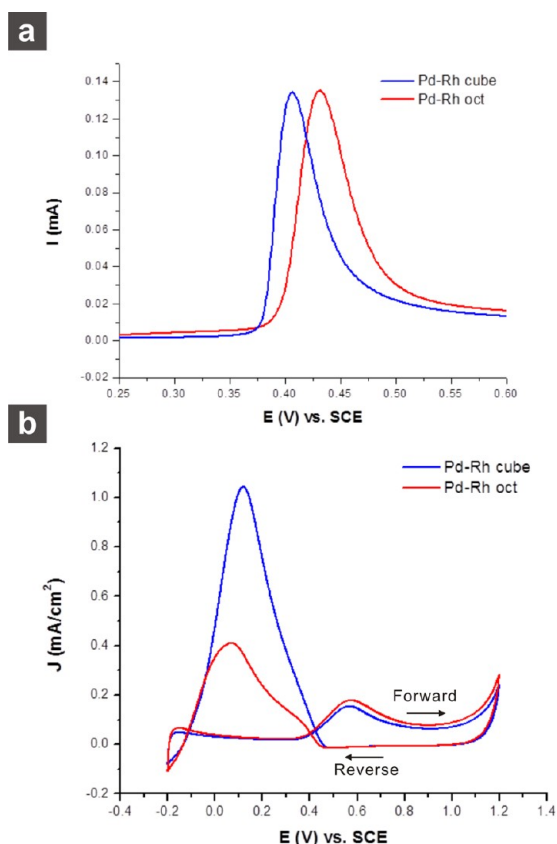 a
Pd-Rh cube
Pd-Rh oct
0.14
0.12
0.10
0.08
0.06
0.04
0.02
0.00
-0.02
I (mA)
0.25 0.30 0.35 0.40 0.45 0.50 0.55 0.60
E (V) vs. SCE
b
Pd-Rh cube
Pd-Rh oct
1.2
1.0
0.8
0.6
0.4
0.2
0.0
-0.2
J (mA/cm²)
Forward
Reverse
-0.4 -0.2 0.0 0.2 0.4 0.6 0.8 1.0 1.2 1.4
E (V) vs. SCE